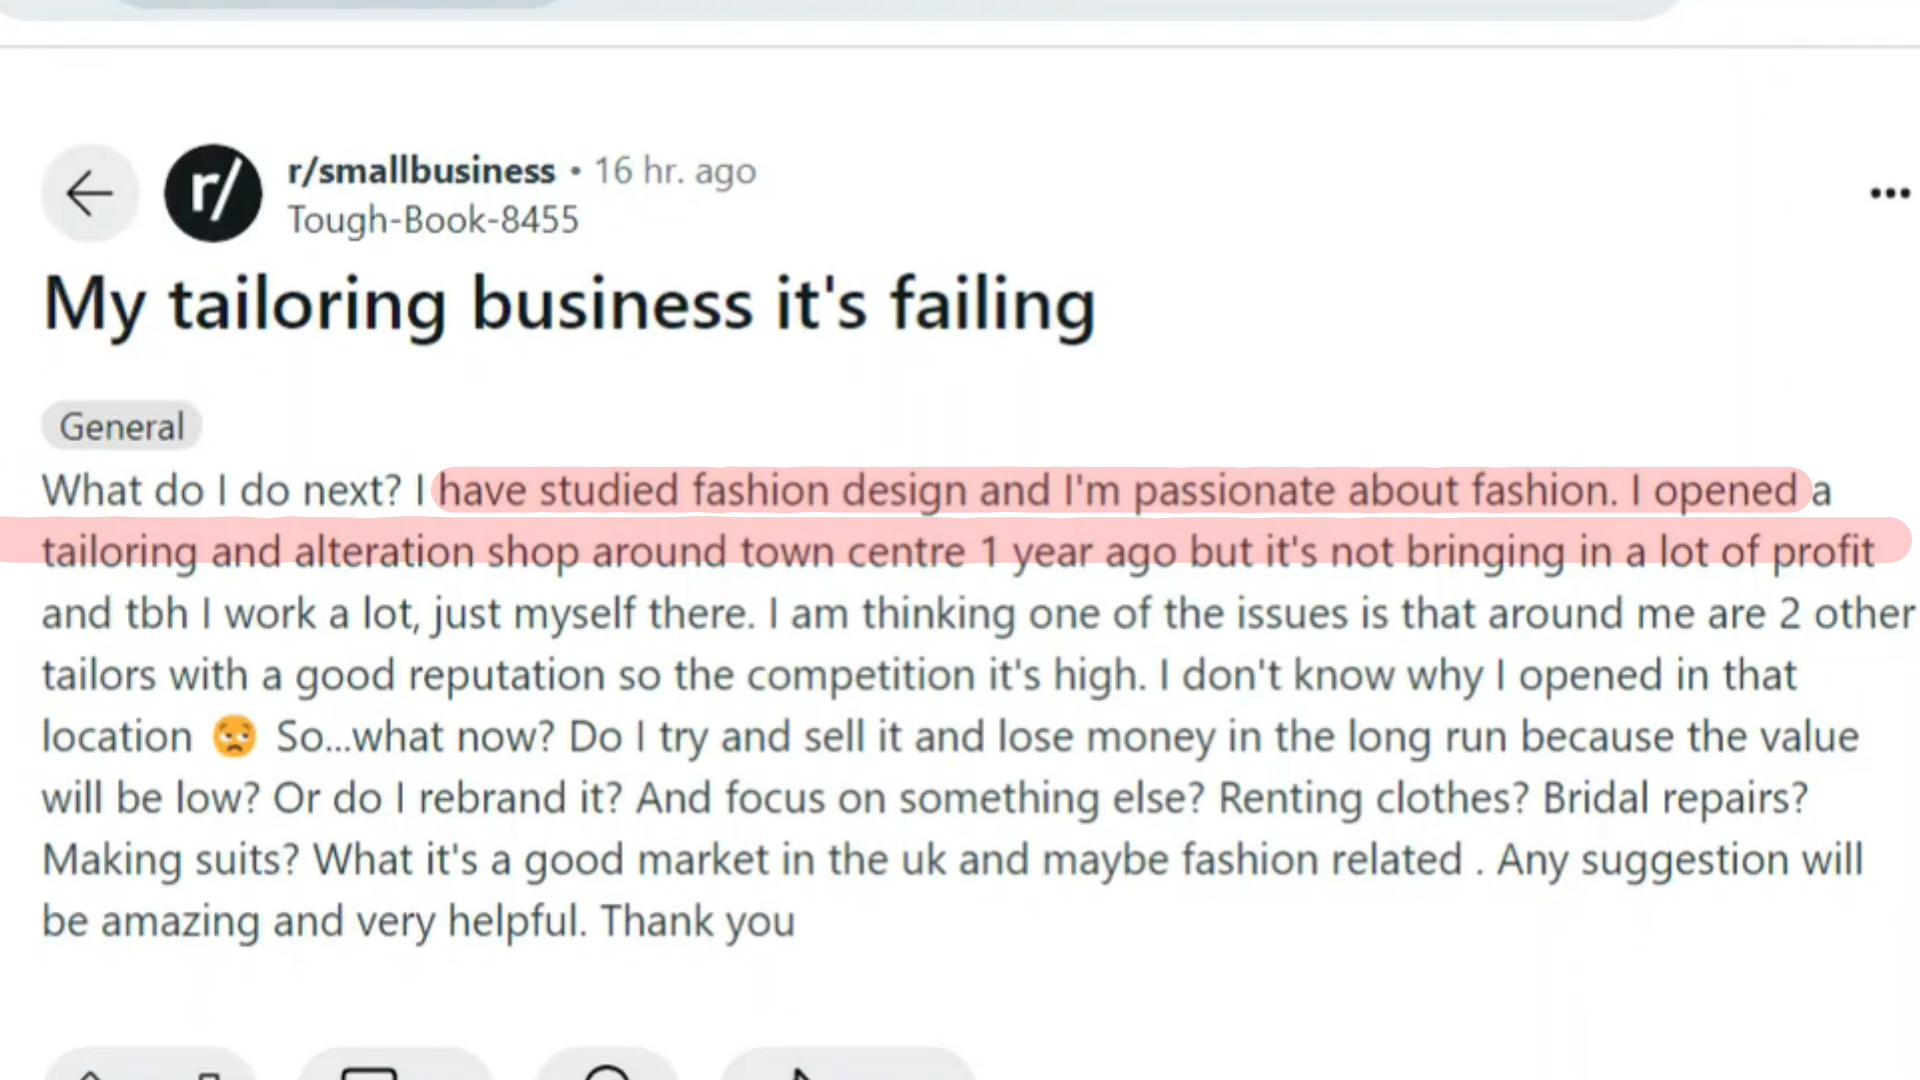 r/smallbusiness • 16 hr. ago
Tough-Book-8455
My tailoring business it's failing
General
What do I do next? I have studied fashion design and I'm passionate about fashion. I opened a
tailoring and alteration shop around town centre 1 year ago but it's not bringing in a lot of profit
and tbh I work a lot, just myself there. I am thinking one of the issues is that around me are 2 other
tailors with a good reputation so the competition it's high. I don't know why I opened in that
location 😟 So...what now? Do I try and sell it and lose money in the long run because the value
will be low? Or do I rebrand it? And focus on something else? Renting clothes? Bridal repairs?
Making suits? What it's a good market in the uk and maybe fashion related . Any suggestion will
be amazing and very helpful. Thank you